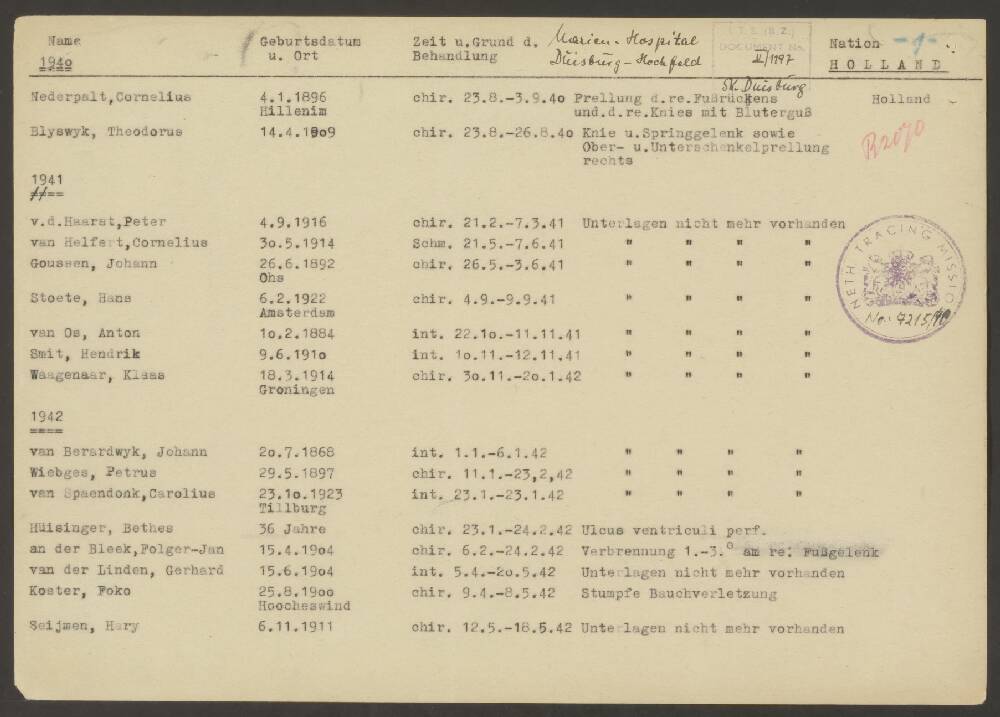 Name Geburtsdatum Zeit u.Grund d. Marien-Hospital I.T.S. (B.Z.) Nation -1-
1940 u. Ort Behandlung Duisburg-Hochfeld DOCUMENT No. II/1797 HOLLAND
SK. Duisburg
Nederpalt,Cornelius 4.1.1896 chir. 23.8.-3.9.4o Prellung d.re.Fußrückens Holland
Hillenim und.d.re.Knies mit Bluterguß
Blyswyk, Theodorus 14.4.19o9 chir. 23.8.-26.8.4o Knie u.Springgelenk sowie R2070
Ober- u.Unterschenkelprellung
rechts
1941
v.d.Haarst,Peter 4.9.1916 chir. 21.2.-7.3.41 Unterlagen nicht mehr vorhanden
van Helfert,Cornelius 3o.5.1914 Schm. 21.5.-7.6.41 " " " "
Goussen, Johann 26.6.1892 chir. 26.5.-3.6.41 " " " "
Ohs
Stoete, Hans 6.2.1922 chir. 4.9.-9.9.41 " " " "
Amsterdam
NETH. TRACING MISSION
No: 7215/
van Os, Anton 1o.2.1884 int. 22.1o.-11.11.41 " " " "
Smit, Hendrik 9.6.191o int. 1o.11.-12.11.41 " " " "
Waagenaar, Klaas 18.3.1914 chir. 3o.11.-2o.1.42 " " " "
Groningen
1942
van Berardwyk, Johann 2o.7.1868 int. 1.1.-6.1.42 " " " "
Wiebges, Petrus 29.5.1897 chir. 11.1.-23,2,42 " " " "
van Spaendonk,Carolius 23.1o.1923 int. 23.1.-23.1.42 " " " "
Tillburg
Hüisinger, Bethes 36 Jahre chir. 23.1.-24.2.42 Ulcus ventriculi perf.
an der Bleek,Folger-Jan 15.4.19o4 chir. 6.2.-24.2.42 Verbrennung 1.-3.° am re. Fußgelenk
van der Linden, Gerhard 15.6.19o4 int. 5.4.-2o.5.42 Unterlagen nicht mehr vorhanden
Koster, Foko 25.8.19oo chir. 9.4.-8.5.42 Stumpfe Bauchverletzung
Hoocheswind
Seijmen, Hary 6.11.1911 chir. 12.5.-18.5.42 Unterlagen nicht mehr vorhanden